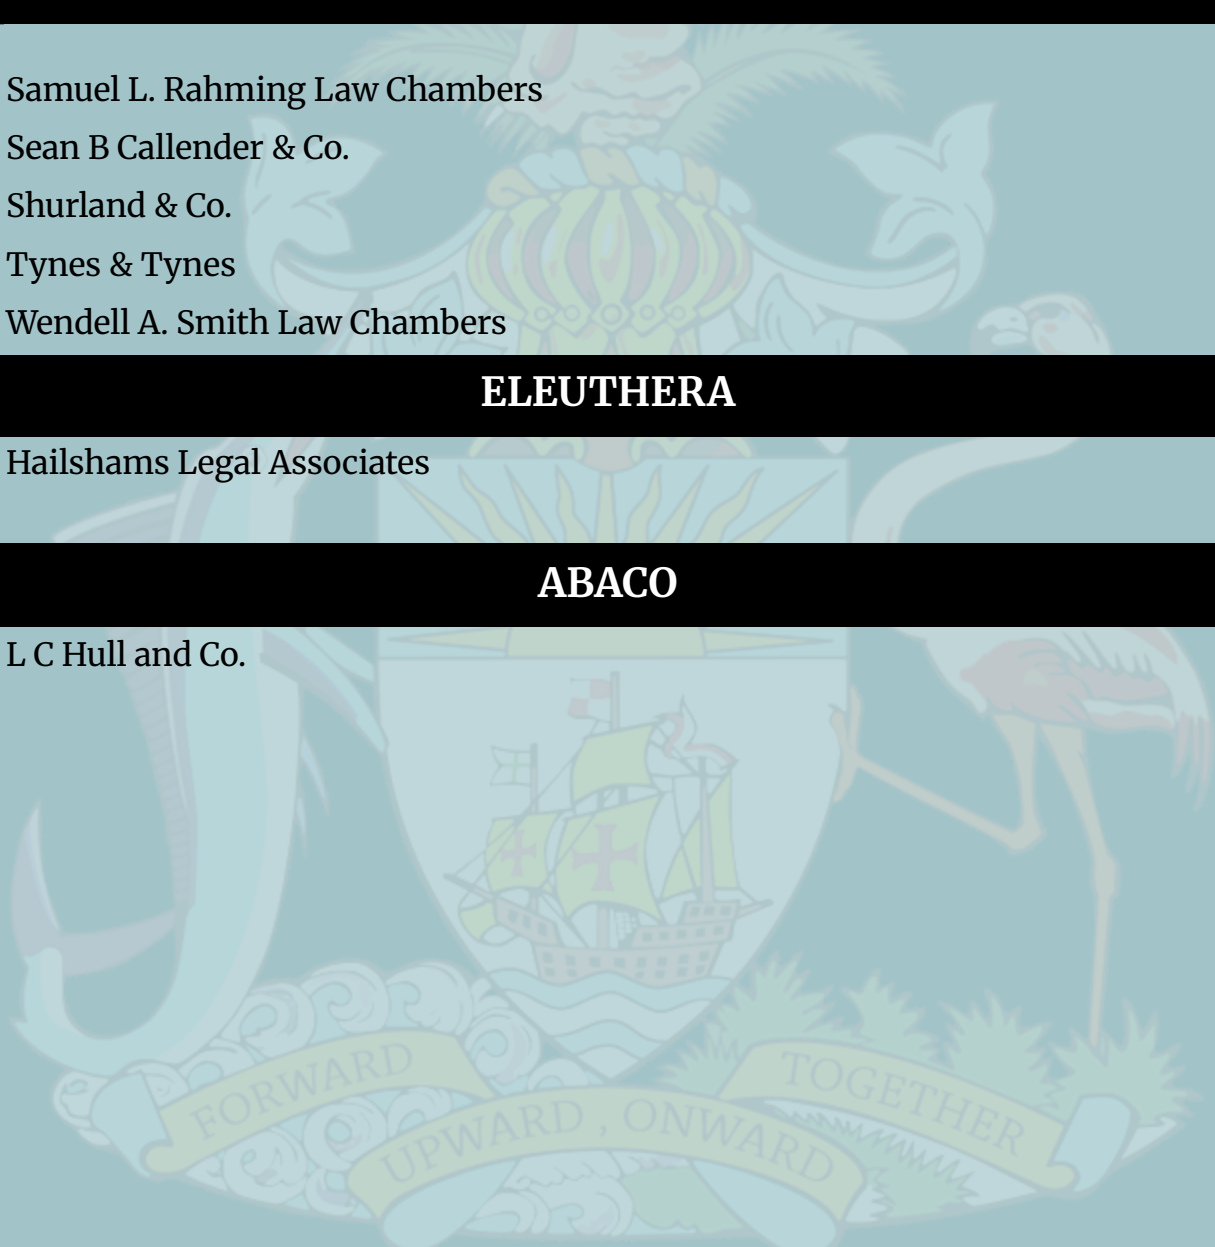 Samuel L. Rahming Law Chambers
Sean B Callender & Co.
Shurland & Co.
Tynes & Tynes
Wendell A. Smith Law Chambers
ELEUTHERA
Hailshams Legal Associates
ABACO
L C Hull and Co.
FORWARD
UPWARD, ONWARD
TOGETHER